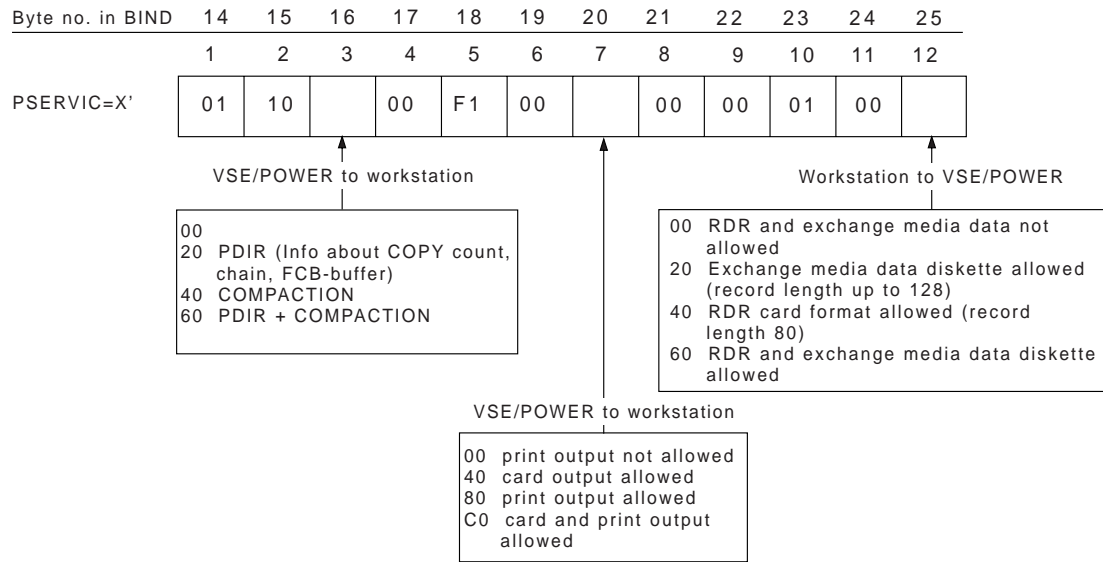 Byte no. in BIND 14 15 16 17 18 19 20 21 22 23 24 25
1 2 3 4 5 6 7 8 9 10 11 12
PSERVIC=X' 01 10 00 F1 00 00 00 01 00
VSE/POWER to workstation
00
20 PDIR (Info about COPY count,
chain, FCB-buffer)
40 COMPACTION
60 PDIR + COMPACTION
Workstation to VSE/POWER
00 RDR and exchange media data not
allowed
20 Exchange media data diskette allowed
(record length up to 128)
40 RDR card format allowed (record
length 80)
60 RDR and exchange media data diskette
allowed
VSE/POWER to workstation
00 print output not allowed
40 card output allowed
80 print output allowed
C0 card and print output
allowed